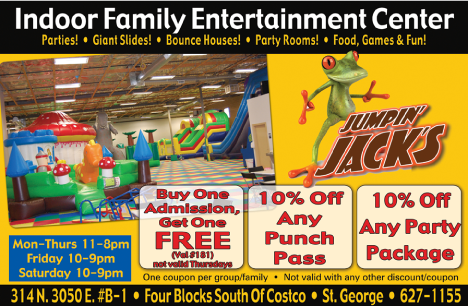 Indoor Family Entertainment Center
Parties! • Giant Slides! • Bounce Houses! • Party Rooms! • Food, Games & Fun!
JUMPIN'
JACK'S
Buy One
Admission,
Get One
FREE
(Val $181)
not valid Thursdays
10% Off
Any
Punch
Pass
10% Off
Any Party
Package
Mon-Thurs 11-8pm
Friday 10-9pm
Saturday 10-9pm
One coupon per group/family • Not valid with any other discount/coupon
314 N. 3050 E. #B-1 • Four Blocks South Of Costco • St. George • 627-1155